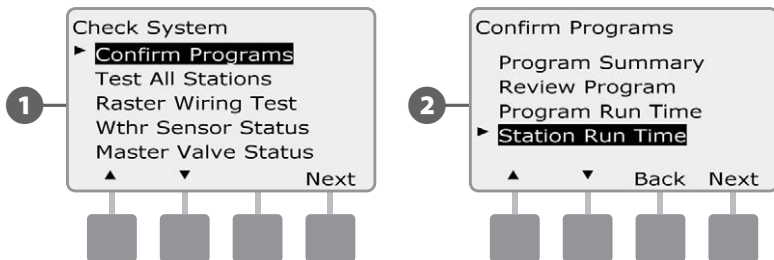 Check System
► Confirm Programs
Test All Stations
Raster Wiring Test
Wthr Sensor Status
Master Valve Status
▲ ▼ Next
1
Confirm Programs
Program Summary
Review Program
Program Run Time
► Station Run Time
▲ ▼ Back Next
2